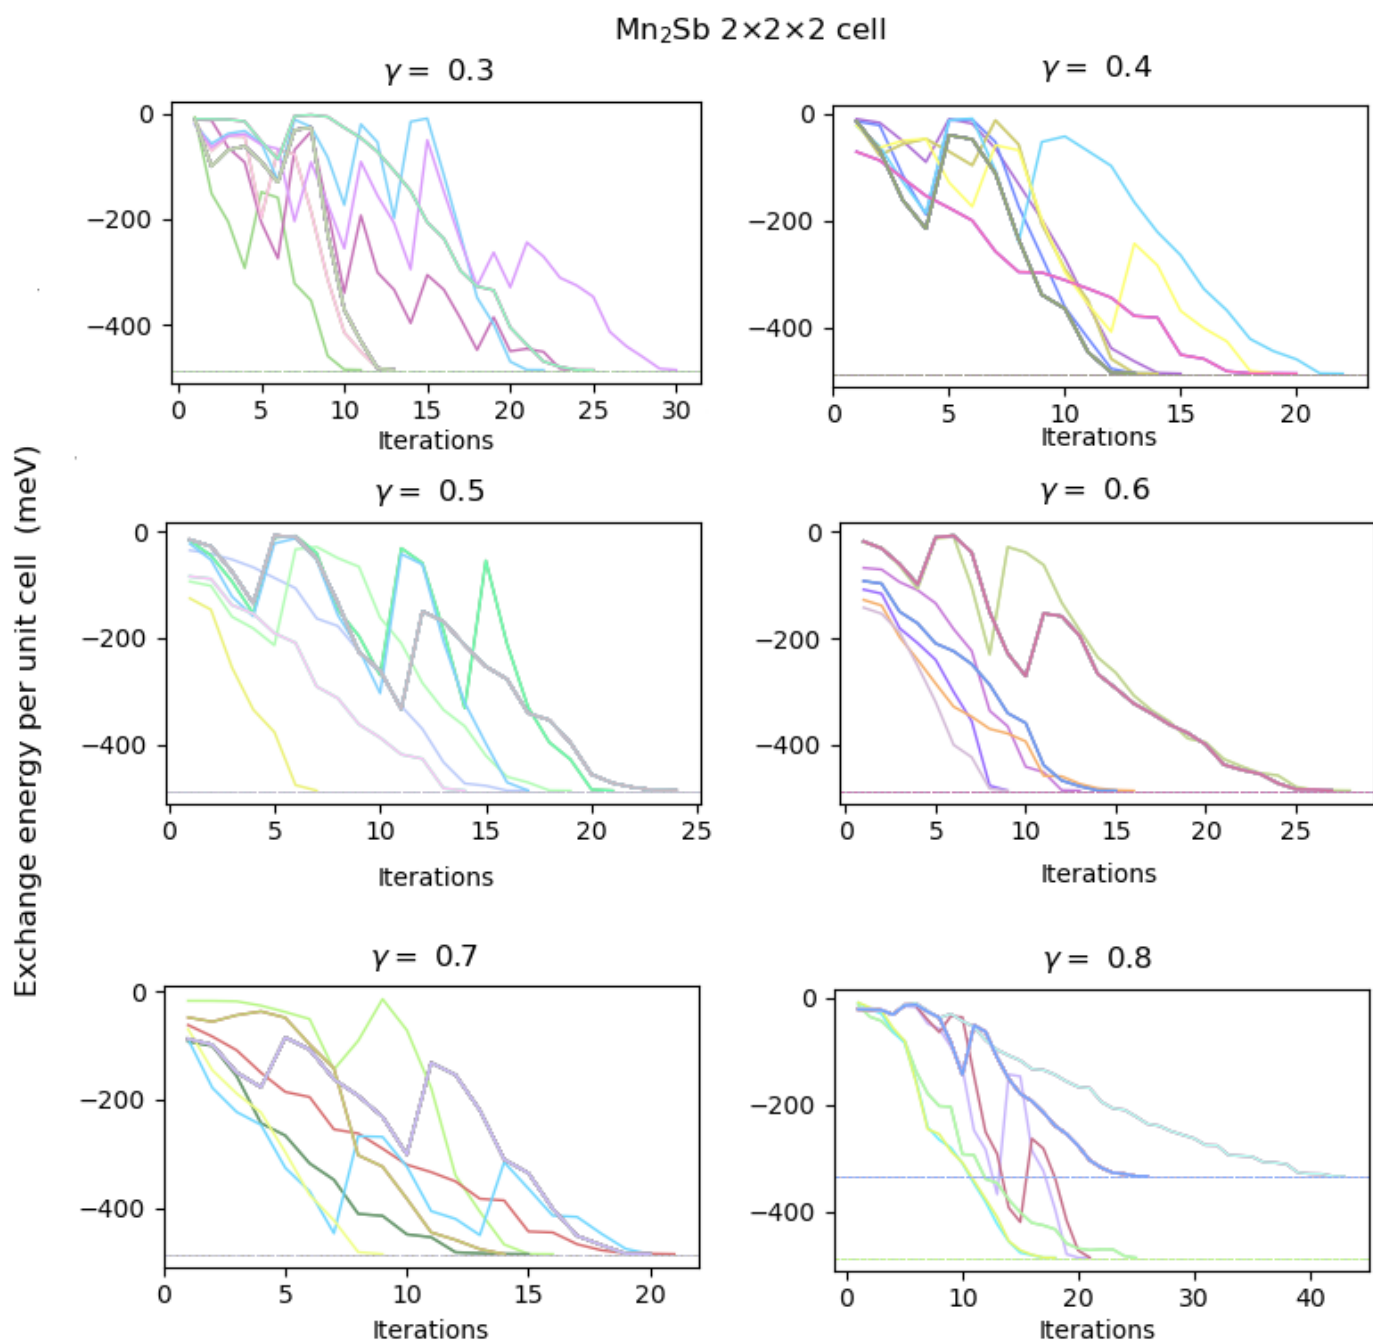 Mn₂Sb 2×2×2 cell
γ = 0.3
γ = 0.4
0
−200
−400
0 5 10 15 20 25 30
Iterations
0
−200
−400
0 5 10 15 20
Iterations
Exchange energy per unit cell (meV)
γ = 0.5
γ = 0.6
0
−200
−400
0 5 10 15 20 25
Iterations
0
−200
−400
0 5 10 15 20 25
Iterations
γ = 0.7
γ = 0.8
0
−200
−400
0 5 10 15 20
Iterations
0
−200
−400
0 10 20 30 40
Iterations